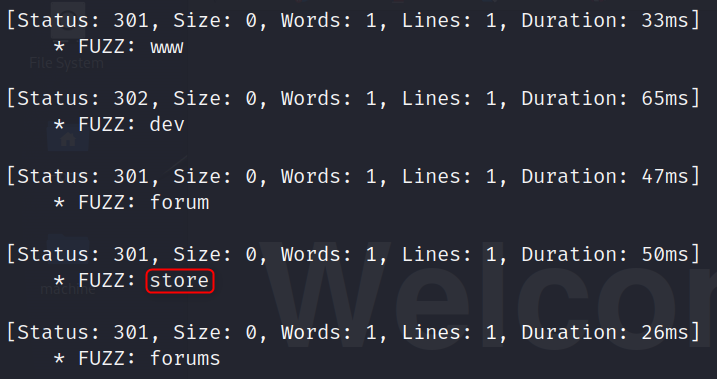 [Status: 301, Size: 0, Words: 1, Lines: 1, Duration: 33ms]
* FUZZ: www
File System
[Status: 302, Size: 0, Words: 1, Lines: 1, Duration: 65ms]
* FUZZ: dev
[Status: 301, Size: 0, Words: 1, Lines: 1, Duration: 47ms]
* FUZZ: forum
[Status: 301, Size: 0, Words: 1, Lines: 1, Duration: 50ms]
* FUZZ: store
[Status: 301, Size: 0, Words: 1, Lines: 1, Duration: 26ms]
* FUZZ: forums